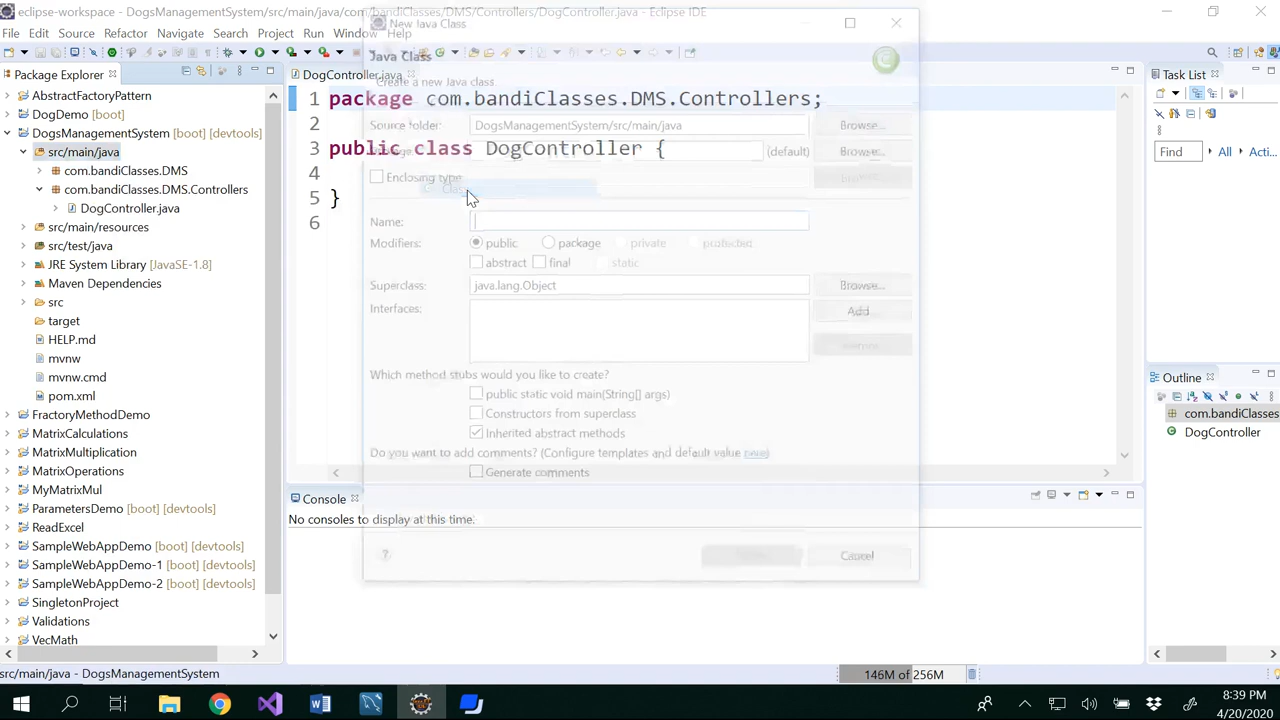 eclipse-workspace - DogsManagementSystem/src/main/java/com/bandiClasses/DMS/Controllers/DogController.java - Eclipse IDE
New Java Class
File Edit Source Refactor Navigate Search Project Run Window Help
Java Class
Create a new Java class
Package Explorer
DogController.java
Task List
AbstractFactoryPattern
DogDemo [boot]
DogsManagementSystem [boot] [devtools]
src/main/java
com.bandiClasses.DMS
com.bandiClasses.DMS.Controllers
DogController.java
src/main/resources
src/test/java
JRE System Library [JavaSE-1.8]
Maven Dependencies
src
target
HELP.md
mvnw
mvnw.cmd
pom.xml
FractoryMethodDemo
MatrixCalculations
MatrixMultiplication
MatrixOperations
MyMatrixMul
ParametersDemo [boot] [devtools]
ReadExcel
SampleWebAppDemo [boot] [devtools]
SampleWebAppDemo-1 [boot] [devtools]
SampleWebAppDemo-2 [boot] [devtools]
SingletonProject
Validations
VecMath
1 package com.bandiClasses.DMS.Controllers;
2
3 public class DogController {
4
5 }
6
Source folder: DogsManagementSystem/src/main/java Browse...
(default) Browse...
Enclosing type:
Class
Name:
Modifiers: public package private protected
abstract final static
Superclass: java.lang.Object Browse...
Interfaces: Add
Which method stubs would you like to create?
public static void main(String[] args)
Constructors from superclass
Inherited abstract methods
Do you want to add comments? (Configure templates and default value here)
Generate comments
? Cancel
Find All Acti...
Outline
com.bandiClasses
DogController
Console
No consoles to display at this time.
src/main/java - DogsManagementSystem
146M of 256M
8:39 PM
4/20/2020